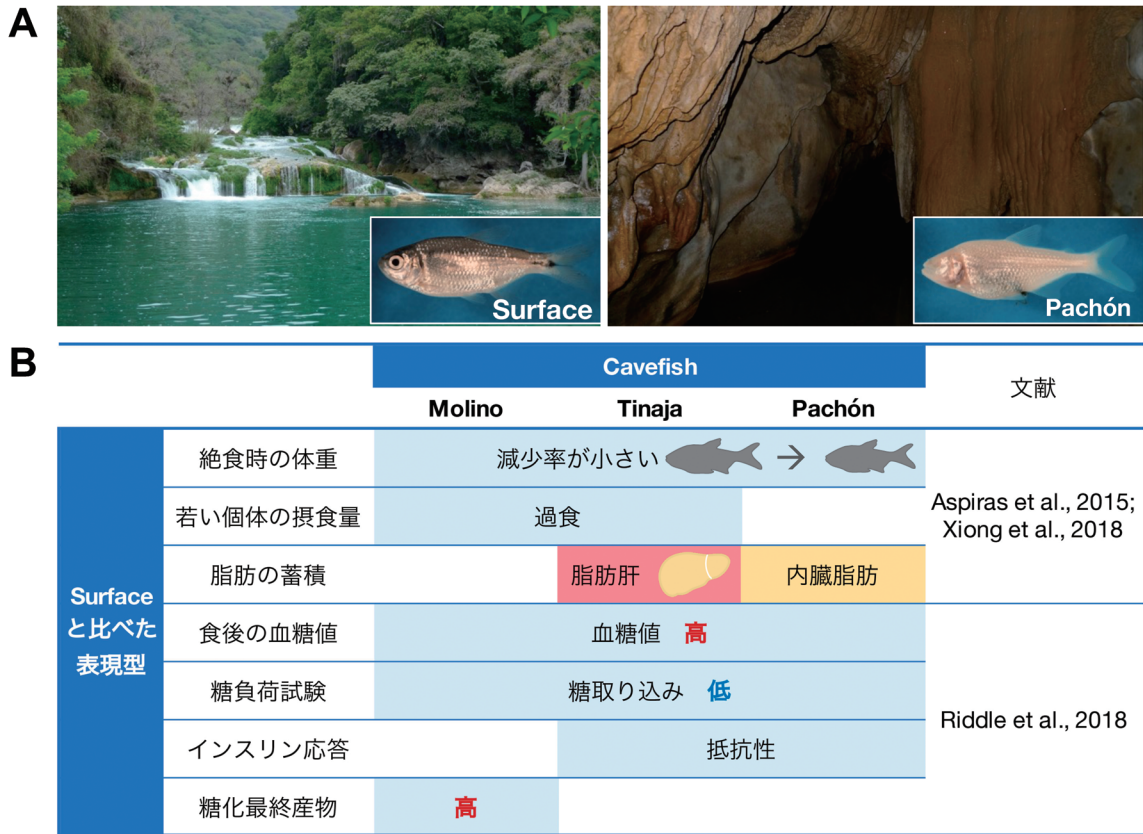 A
Surface
Pachón
B
Cavefish
文献
Molino
Tinaja
Pachón
Surface
と比べた
表現型
絶食時の体重
減少率が小さい
→
若い個体の摂食量
過食
Aspiras et al., 2015;
Xiong et al., 2018
脂肪の蓄積
脂肪肝
内臓脂肪
食後の血糖値
血糖値 高
糖負荷試験
糖取り込み 低
インスリン応答
抵抗性
糖化最終産物
高
Riddle et al., 2018